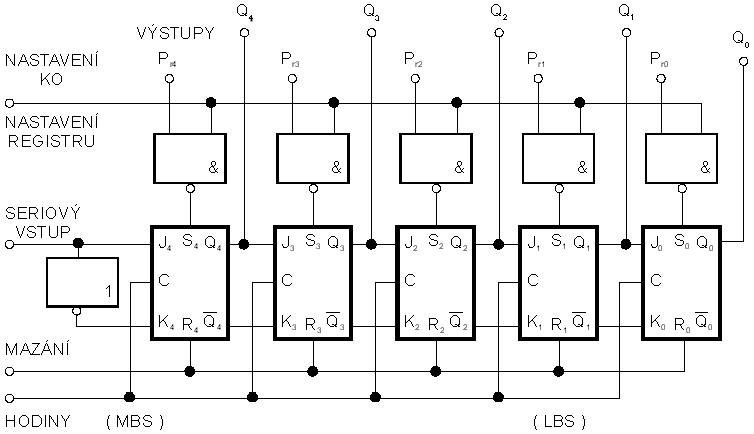 Q4 Q3 Q2 Q1 Q0
VÝSTUPY
Pr4 Pr3 Pr2 Pr1 Pr0
NASTAVENÍ
KO
NASTAVENÍ
REGISTRU
& & & & &
SERIOVÝ
VSTUP
J4 S4 Q4 J3 S3 Q3 J2 S2 Q2 J1 S1 Q1 J0 S0 Q0
1 C C C C C
K4 R4 Q̅4 K3 R3 Q̅3 K2 R2 Q̅2 K1 R1 Q̅1 K0 R0 Q̅0
MAZÁNÍ
HODINY ( MBS ) ( LBS )